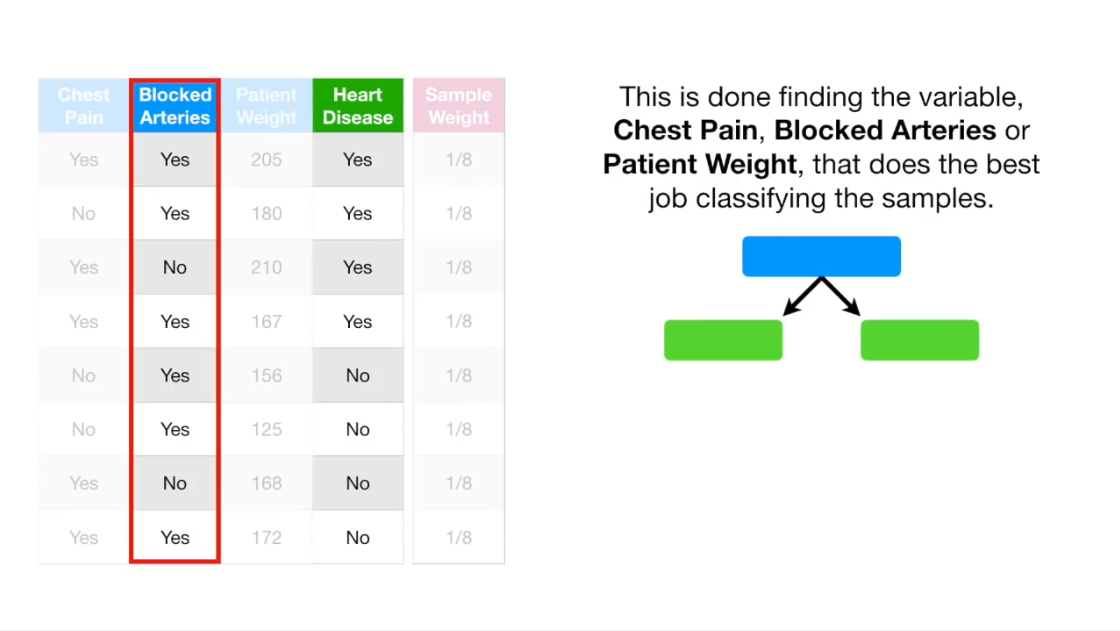 Chest Pain Blocked Arteries Patient Weight Heart Disease Sample Weight
Yes Yes 205 Yes 1/8
No Yes 180 Yes 1/8
Yes No 210 Yes 1/8
Yes Yes 167 Yes 1/8
No Yes 156 No 1/8
No Yes 125 No 1/8
Yes No 168 No 1/8
Yes Yes 172 No 1/8
This is done finding the variable,
Chest Pain, Blocked Arteries or
Patient Weight, that does the best
job classifying the samples.